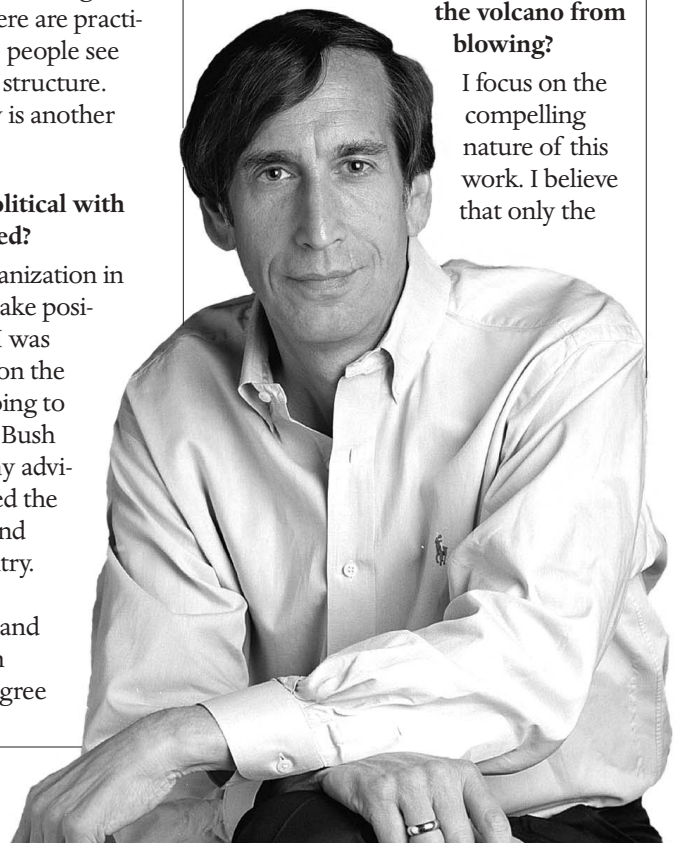 ere are practi-
people see
structure.
is another
olitical with
ed?
anization in
ake posi-
I was
on the
oing to
Bush
ny advi-
ed the
nd
try.
and
gree
the volcano from
blowing?
I focus on the
compelling
nature of this
work. I believe
that only the